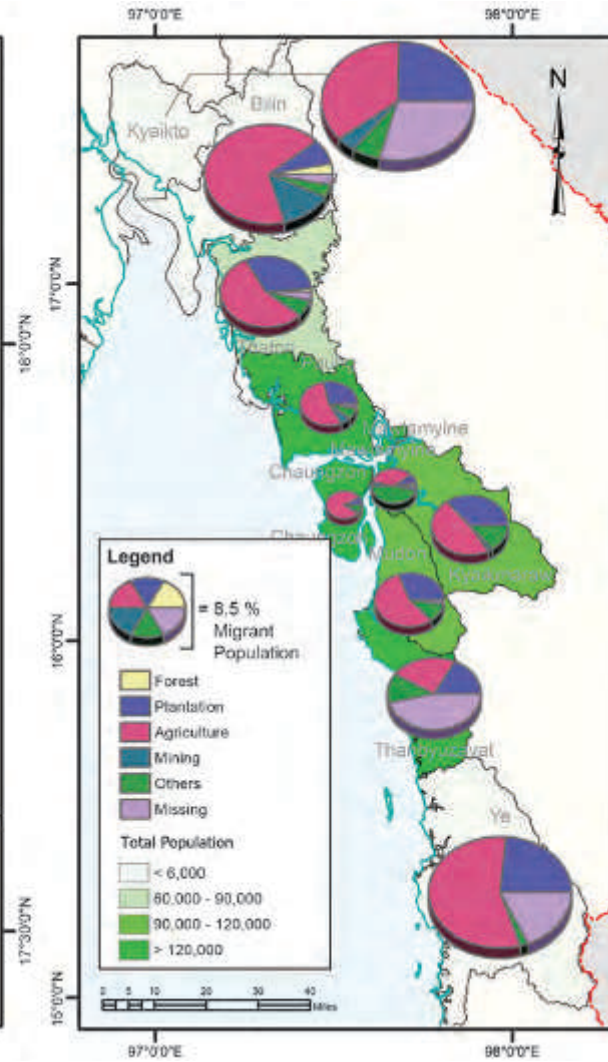 97°0'0"E 98°0'0"E
N
Bilin
Kyaikto
17°0'0"N
18°0'0"N
Thaton
Chaungzon
Mudon
16°0'0"N
Thanbyuzayat
Ye
17°30'0"N
15°0'0"N
Legend
= 8,5 %
Migrant
Population
Forest
Plantation
Agriculture
Mining
Others
Missing
Total Population
< 6,000
60,000 - 90,000
90,000 - 120,000
> 120,000
0 5 10 20 30 40
Miles
97°0'0"E 98°0'0"E